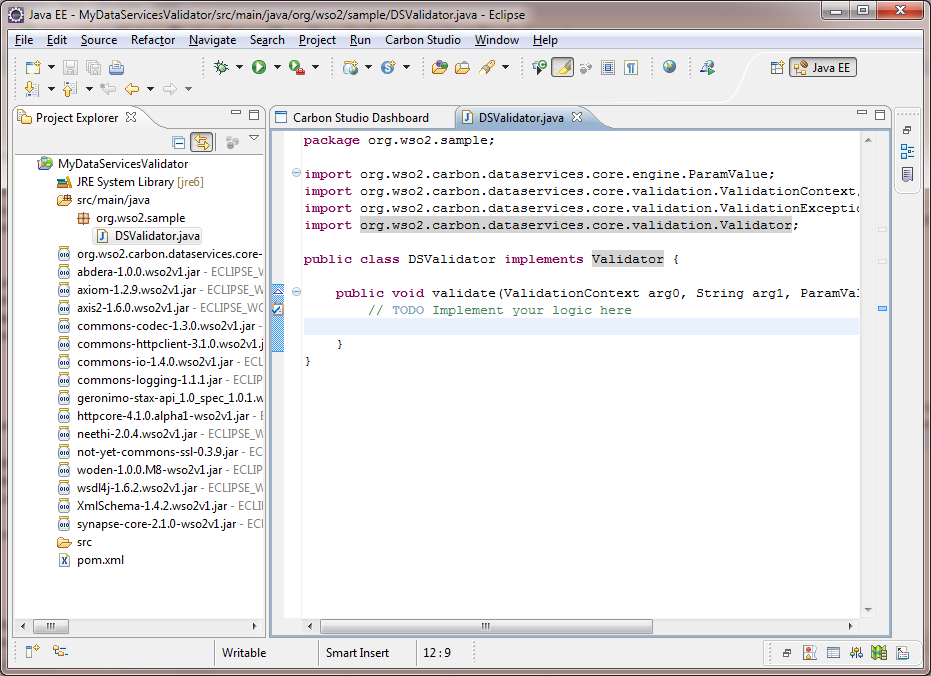 Java EE - MyDataServicesValidator/src/main/java/org/wso2/sample/DSValidator.java - Eclipse
File Edit Source Refactor Navigate Search Project Run Carbon Studio Window Help
Java EE
Project Explorer
MyDataServicesValidator
JRE System Library [jre6]
src/main/java
org.wso2.sample
DSValidator.java
org.wso2.carbon.dataservices.core-
abdera-1.0.0.wso2v1.jar - ECLIPSE_W
axiom-1.2.9.wso2v1.jar - ECLIPSE_W
axis2-1.6.0.wso2v1.jar - ECLIPSE_WO
commons-codec-1.3.0.wso2v1.jar -
commons-httpclient-3.1.0.wso2v1.j
commons-io-1.4.0.wso2v1.jar - ECL
commons-logging-1.1.1.jar - ECLIP
geronimo-stax-api_1.0_spec_1.0.1.w
httpcore-4.1.0.alpha1-wso2v1.jar - E
neethi-2.0.4.wso2v1.jar - ECLIPSE_W
not-yet-commons-ssl-0.3.9.jar - EC
woden-1.0.0.M8-wso2v1.jar - ECLIP
wsdl4j-1.6.2.wso2v1.jar - ECLIPSE_W
XmlSchema-1.4.2.wso2v1.jar - ECLI
synapse-core-2.1.0-wso2v1.jar - ECI
src
pom.xml
Carbon Studio Dashboard
DSValidator.java
package org.wso2.sample;
import org.wso2.carbon.dataservices.core.engine.ParamValue;
import org.wso2.carbon.dataservices.core.validation.ValidationContext;
import org.wso2.carbon.dataservices.core.validation.ValidationExceptio
import org.wso2.carbon.dataservices.core.validation.Validator;
public class DSValidator implements Validator {
public void validate(ValidationContext arg0, String arg1, ParamVal
// TODO Implement your logic here
}
}
Writable
Smart Insert
12 : 9